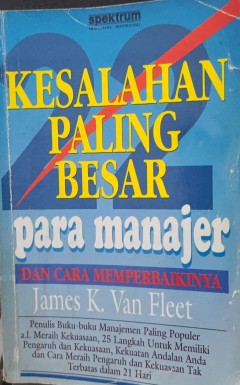 spektrum
22
KESALAHAN
PALING
BESAR
para manajer
DAN CARA MEMPERBAIKINYA
James K. Van Fleet
Penulis Buku-buku Manajemen Paling Populer
a.l. Meraih Kekuasaan, 25 Langkah Untuk Memiliki
Pengaruh dan Kekuasaan, Kekuatan Andalan Anda
dan Cara Meraih Pengaruh dan Kekuasaan Tak
Terbatas dalam 21 Hari